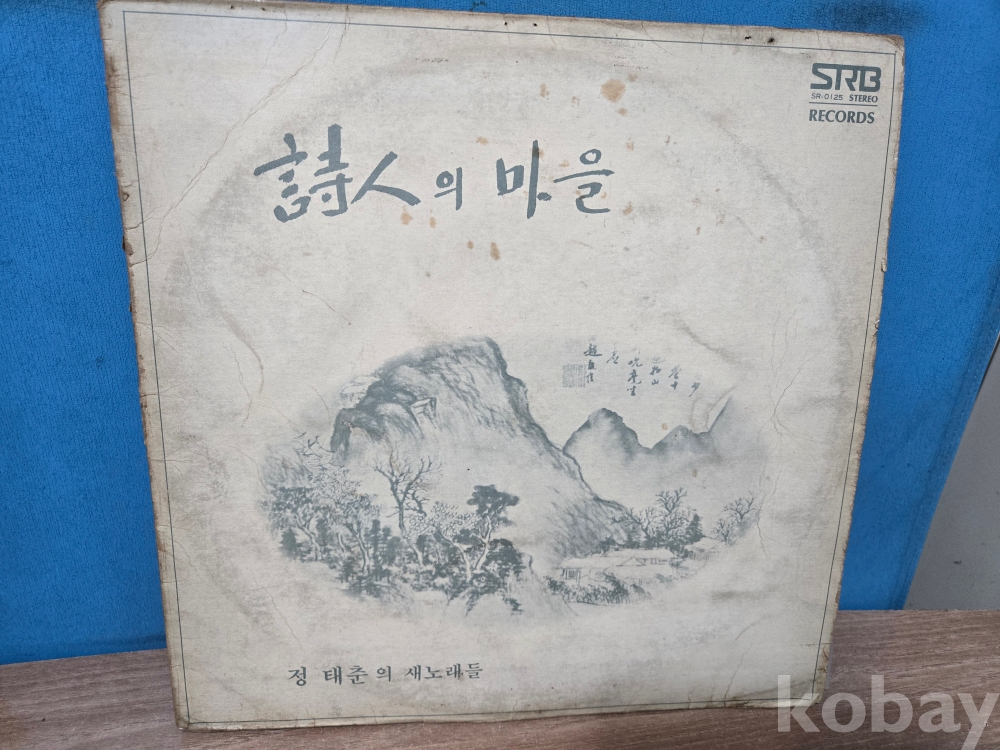 STRB
SR-0125 STEREO
RECORDS
詩人의 마을
정 태춘의 새노래들
kobay